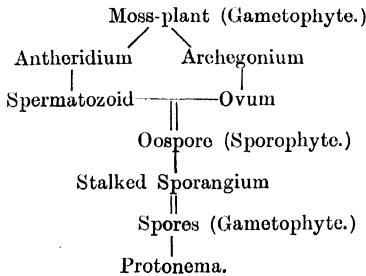 Moss-plant (Gametophyte.)
Antheridium Archegonium
Spermatozoid Ovum
Oospore (Sporophyte.)
Stalked Sporangium
Spores (Gametophyte.)
Protonema.